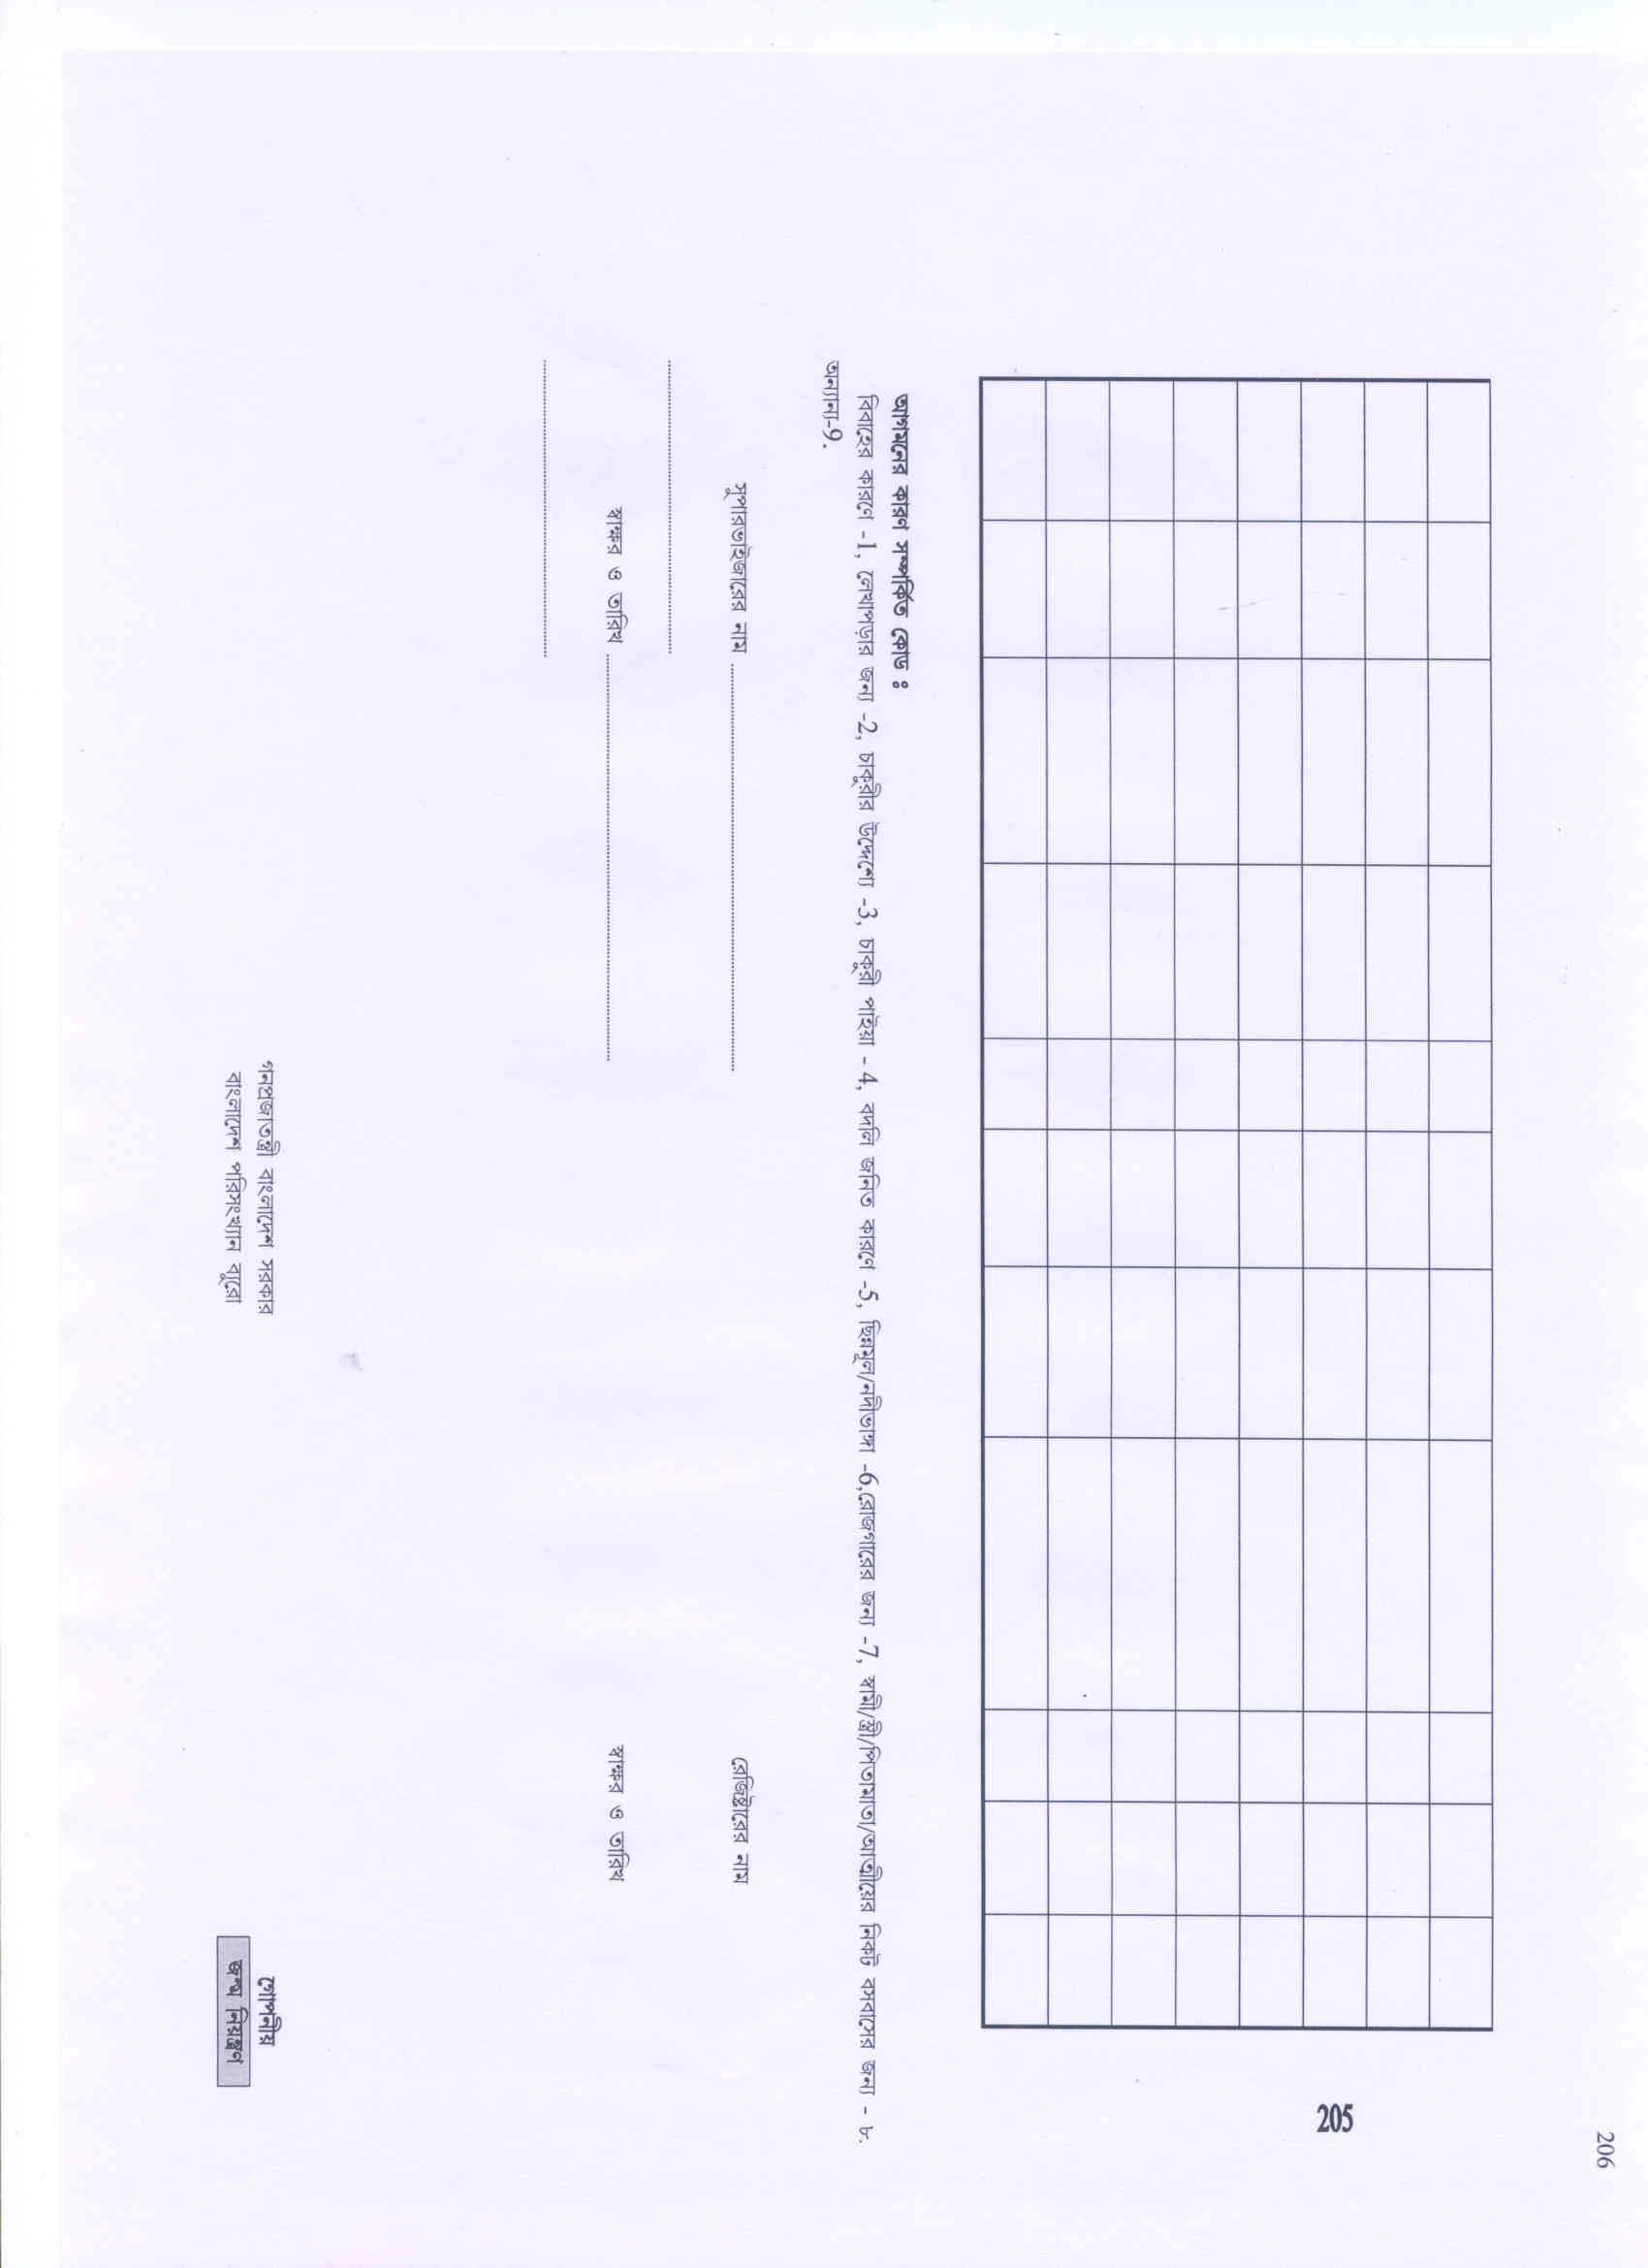 206
আগমনের কারণ সম্পর্কিত কোড ঃ
বিবাহের কারণে -1, লেখাপড়ার জন্য -2, চাকুরীর উদ্দেশ্যে -3, চাকুরী পাইয়া - 4, বদলি জনিত কারণে -5, ছিন্নমূল/নদীভাঙ্গা -6,রোজগারের জন্য -7, স্বামী/স্ত্রী/পিতামাতা/আত্নীয়ের নিকট বসবাসের জন্য - ৮.
অন্যান্য-9.
সুপারভাইজারের নাম ........................ রেজিষ্টারের নাম
........................
স্বাক্ষর ও তারিখ ........................ স্বাক্ষর ও তারিখ
........................
গোপনীয়
গনপ্রজাতন্ত্রী বাংলাদেশ সরকার
জন্ম নিয়ন্ত্রণ
বাংলাদেশ পরিসংখ্যান ব্যুরো
205